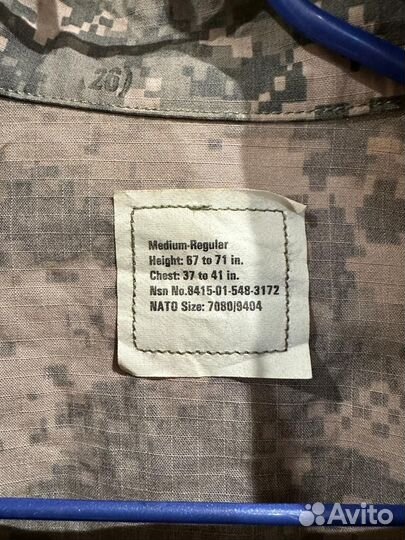 26)
Medium-Regular
Height: 67 to 71 in.
Chest: 37 to 41 in.
Nsn No.8415-01-548-3172
NATO Size: 7080/9404
Avito